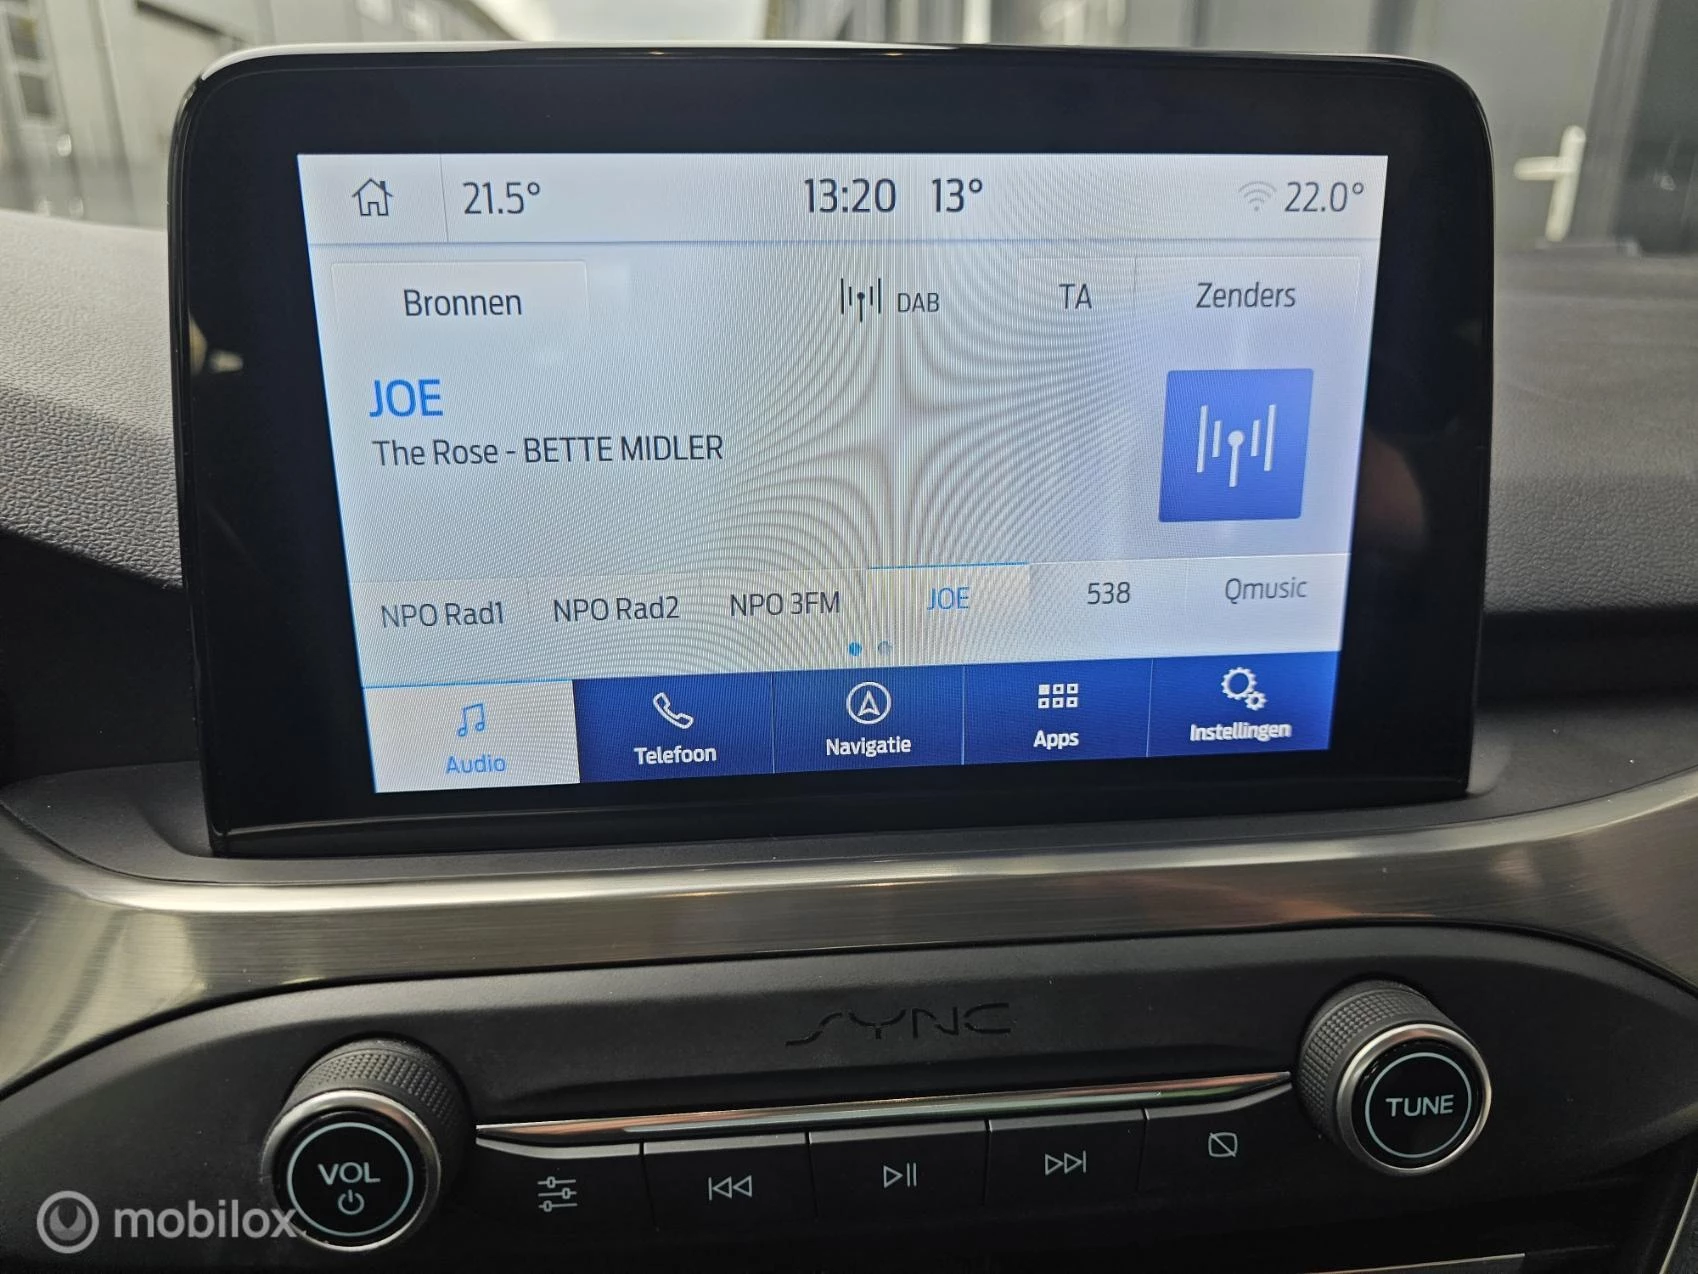 21.5° 13:20 13° 22.0°
Bronnen DAB TA Zenders
JOE
The Rose - BETTE MIDLER
NPO Rad1 NPO Rad2 NPO 3FM JOE 538 Qmusic
Audio Telefoon Navigatie Apps Instellingen
SYNC
VOL TUNE
mobilox